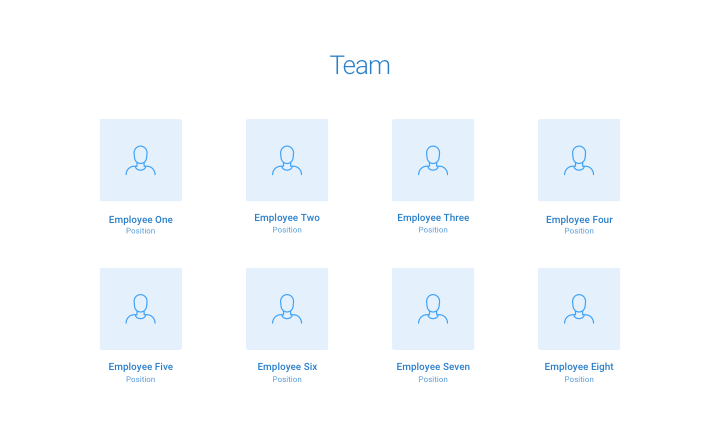 Team
Employee One
Position
Employee Two
Position
Employee Three
Position
Employee Four
Position
Employee Five
Position
Employee Six
Position
Employee Seven
Position
Employee Eight
Position